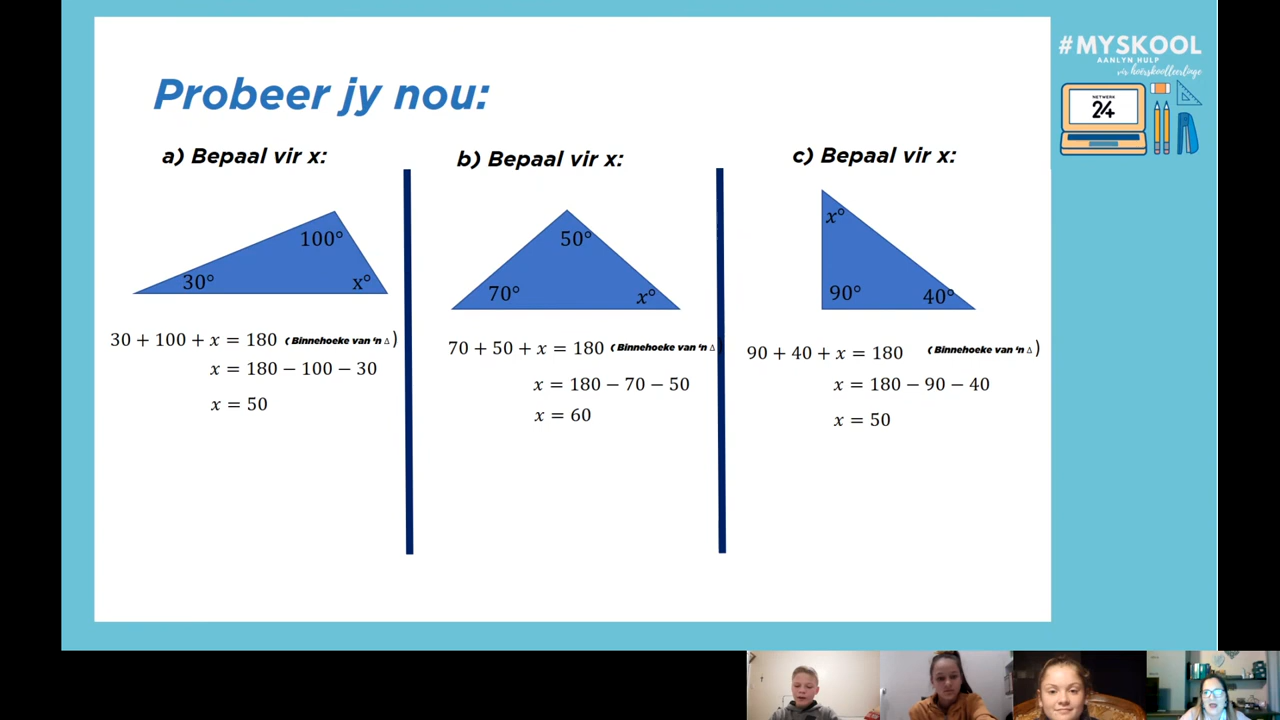 Probeer jy nou:
a) Bepaal vir x:
100°
30°
x°
30 + 100 + x = 180 ( Binnehoeke van ‘n Δ )
x = 180 − 100 − 30
x = 50
b) Bepaal vir x:
50°
70°
x°
70 + 50 + x = 180 ( Binnehoeke van ‘n Δ )
x = 180 − 70 − 50
x = 60
c) Bepaal vir x:
x°
90°
40°
90 + 40 + x = 180 ( Binnehoeke van ‘n Δ )
x = 180 − 90 − 40
x = 50
#MYSKOOL
AANLYN HULP
vir hoërskoolleerlinge
NETWERK
24